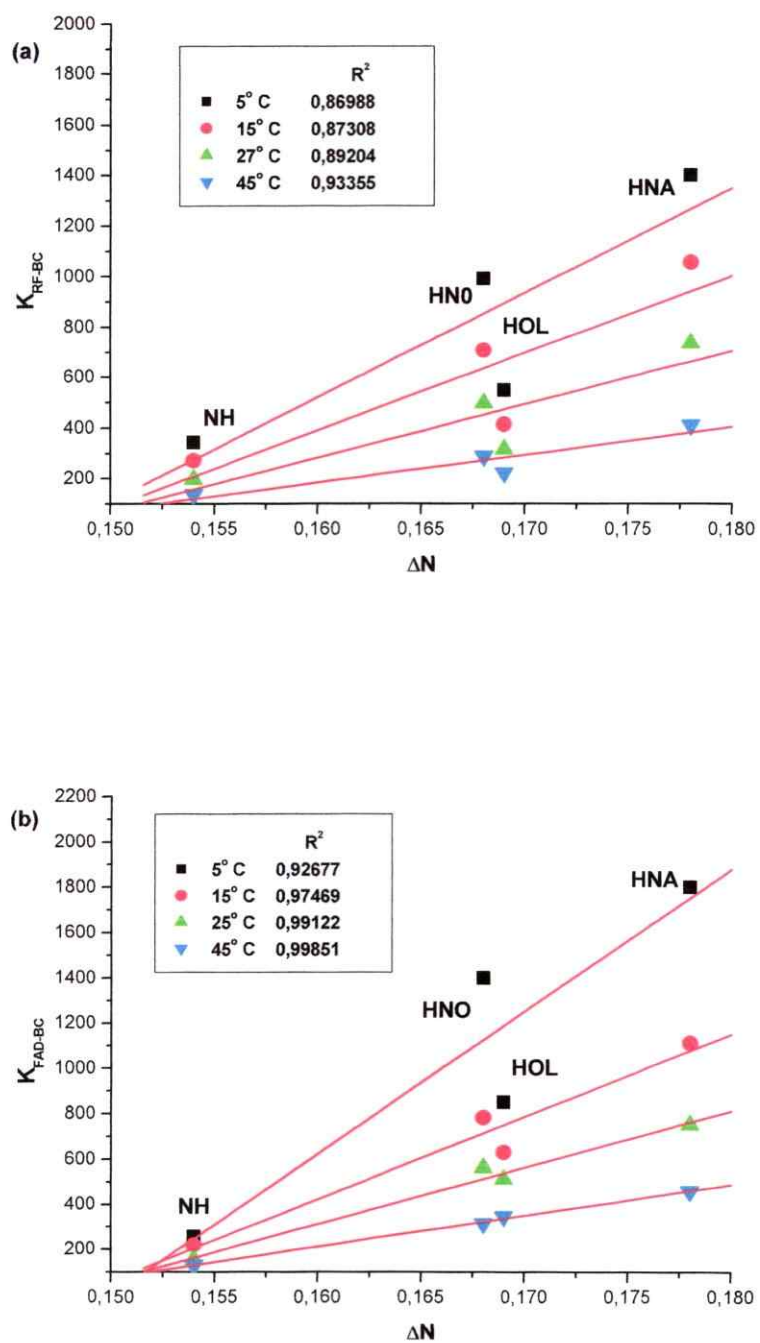 (a)
K_RF-BC
2000
1800
1600
1400
1200
1000
800
600
400
200
R²
5° C 0,86988
15° C 0,87308
27° C 0,89204
45° C 0,93355
HNA
HN0
HOL
NH
0,150 0,155 0,160 0,165 0,170 0,175 0,180
ΔN
(b)
K_FAD-BC
2200
2000
1800
1600
1400
1200
1000
800
600
400
200
R²
5° C 0,92677
15° C 0,97469
25° C 0,99122
45° C 0,99851
HNA
HNO
HOL
NH
0,150 0,155 0,160 0,165 0,170 0,175 0,180
ΔN